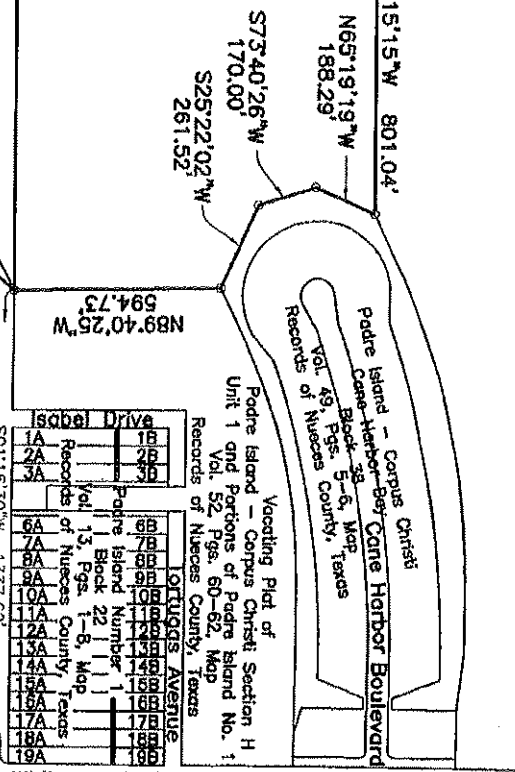 15'15"W 801.04'
N65°19'19"W
188.29'
S73°40'26"W
170.00'
S25°22'02"W
261.52'
N89°40'25"W
594.73'
Padre Island - Corpus Christi
Cane Harbor Bay
Block 38
Vol. 49, Pgs. 5-6, Map
Records of Nueces County, Texas
Cane Harbor Boulevard
Vacating Plat of
Padre Island - Corpus Christi Section H
Unit 1 and Portions of Padre Island No. 1
Vol. 52, Pgs. 60-62, Map
Records of Nueces County, Texas
Isabel Drive
Tortugas Avenue
1A 1B
2A 2B
3A 3B
6A 6B
7A 7B
8A 8B
9A 9B
10A 10B
11A 11B
12A 12B
13A 13B
14A 14B
15A 15B
16A 16B
17A 17B
18A 18B
19A 19B
Padre Island Number 1
Block 22
Vol. 13, Pgs. 1-8, Map
Records of Nueces County, Texas